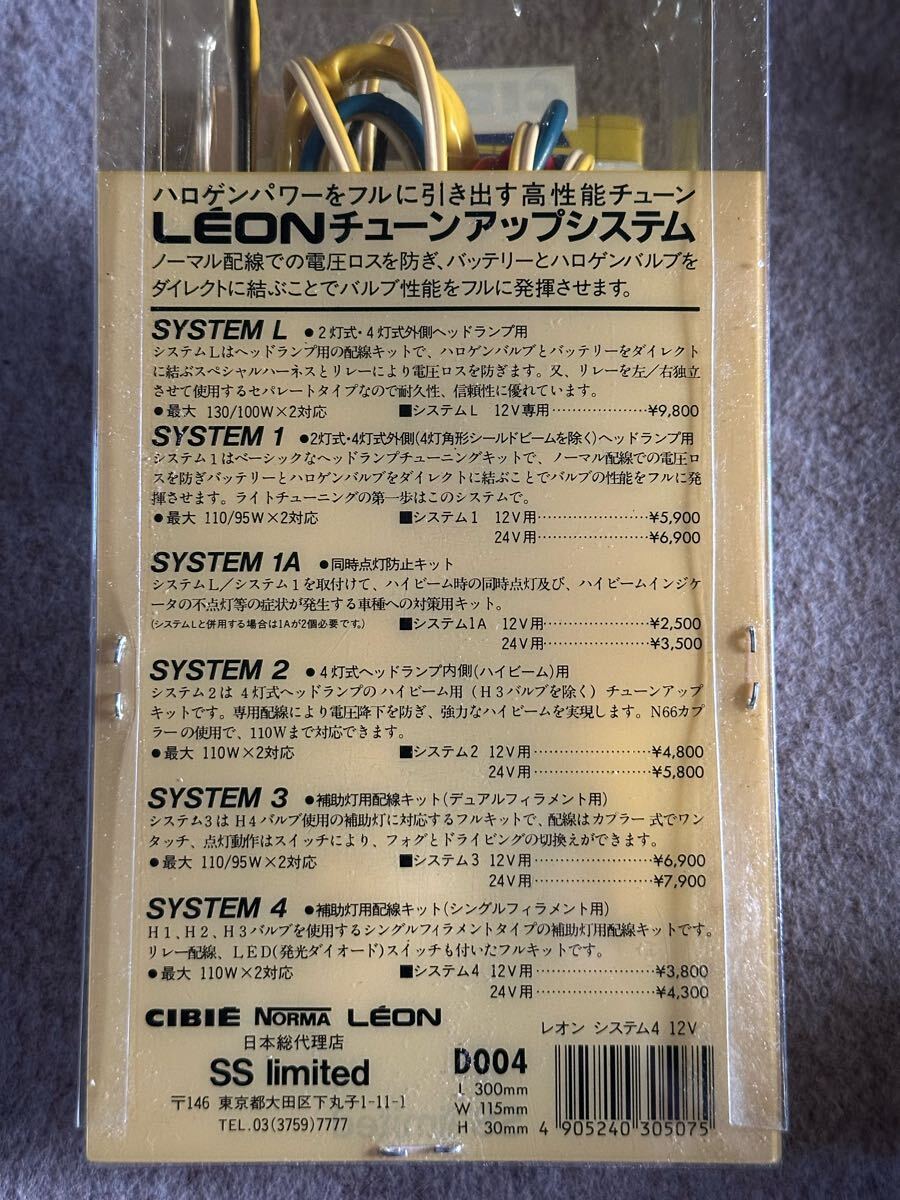 ハロゲンパワーをフルに引き出す高性能チューン
LÉONチューンアップシステム
ノーマル配線での電圧ロスを防ぎ、バッテリーとハロゲンバルブを
ダイレクトに結ぶことでバルブ性能をフルに発揮させます。
SYSTEM L ●2灯式・4灯式外側ヘッドランプ用
システムLはヘッドランプ用の配線キットで、ハロゲンバルブとバッテリーをダイレクト
に結ぶスペシャルハーネスとリレーにより電圧ロスを防ぎます。又、リレーを左／右独立
させて使用するセパレートタイプなので耐久性、信頼性に優れています。
●最大 130/100W×2対応 ■システムL 12V専用………………¥9,800
SYSTEM 1 ●2灯式・4灯式外側(4灯角形シールドビームを除く)ヘッドランプ用
システム1はベーシックなヘッドランプチューニングキットで、ノーマル配線での電圧ロ
スを防ぎバッテリーとハロゲンバルブをダイレクトに結ぶことでバルブの性能をフルに発
揮させます。ライトチューニングの第一歩はこのシステムで。
●最大 110/95W×2対応 ■システム1 12V用………………¥5,900
24V用………………¥6,900
SYSTEM 1A ●同時点灯防止キット
システムL／システム1を取付けて、ハイビーム時の同時点灯及び、ハイビームインジケ
ータの不点灯等の症状が発生する車種への対策用キット。
(システムLと併用する場合は1Aが2個必要です。) ■システム1A 12V用………………¥2,500
24V用………………¥3,500
SYSTEM 2 ●4灯式ヘッドランプ内側(ハイビーム)用
システム2は 4灯式ヘッドランプのハイビーム用(H3バルブを除く)チューンアップ
キットです。専用配線により電圧降下を防ぎ、強力なハイビームを実現します。N66カプ
ラーの使用で、110Wまで対応できます。
●最大 110W×2対応 ■システム2 12V用………………¥4,800
24V用………………¥5,800
SYSTEM 3 ●補助灯用配線キット(デュアルフィラメント用)
システム3は H4バルブ使用の補助灯に対応するフルキットで、配線はカプラー式でワン
タッチ、点灯動作はスイッチにより、フォグとドライビングの切換えができます。
●最大 110/95W×2対応 ■システム3 12V用………………¥6,900
24V用………………¥7,900
SYSTEM 4 ●補助灯用配線キット(シングルフィラメント用)
H1、H2、H3バルブを使用するシングルフィラメントタイプの補助灯用配線キットです。
リレー配線、LED(発光ダイオード)スイッチも付いたフルキットです。
●最大 110W×2対応 ■システム4 12V用………………¥3,800
24V用………………¥4,300
CIBIÉ NORMA LÉON
日本総代理店
SS limited
〒146 東京都大田区下丸子1-11-1
TEL.03(3759)7777
レオン システム4 12V
D004
L 300mm
W 115mm
H 30mm
4 905240 305075